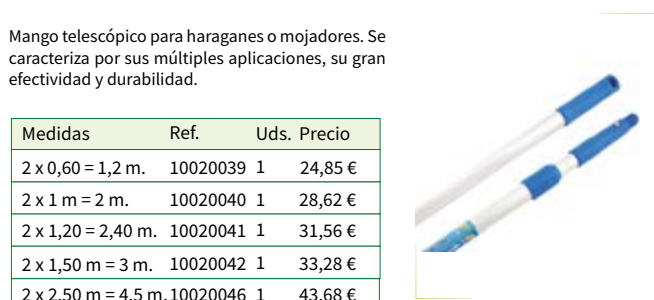 Mango telescópico para haraganes o mojadores. Se
caracteriza por sus múltiples aplicaciones, su gran
efectividad y durabilidad.
Medidas Ref. Uds. Precio
2 x 0,60 = 1,2 m. 10020039 1 24,85 €
2 x 1 m = 2 m. 10020040 1 28,62 €
2 x 1,20 = 2,40 m. 10020041 1 31,56 €
2 x 1,50 m = 3 m. 10020042 1 33,28 €
2 x 2,50 m = 4,5 m. 10020046 1 43,68 €